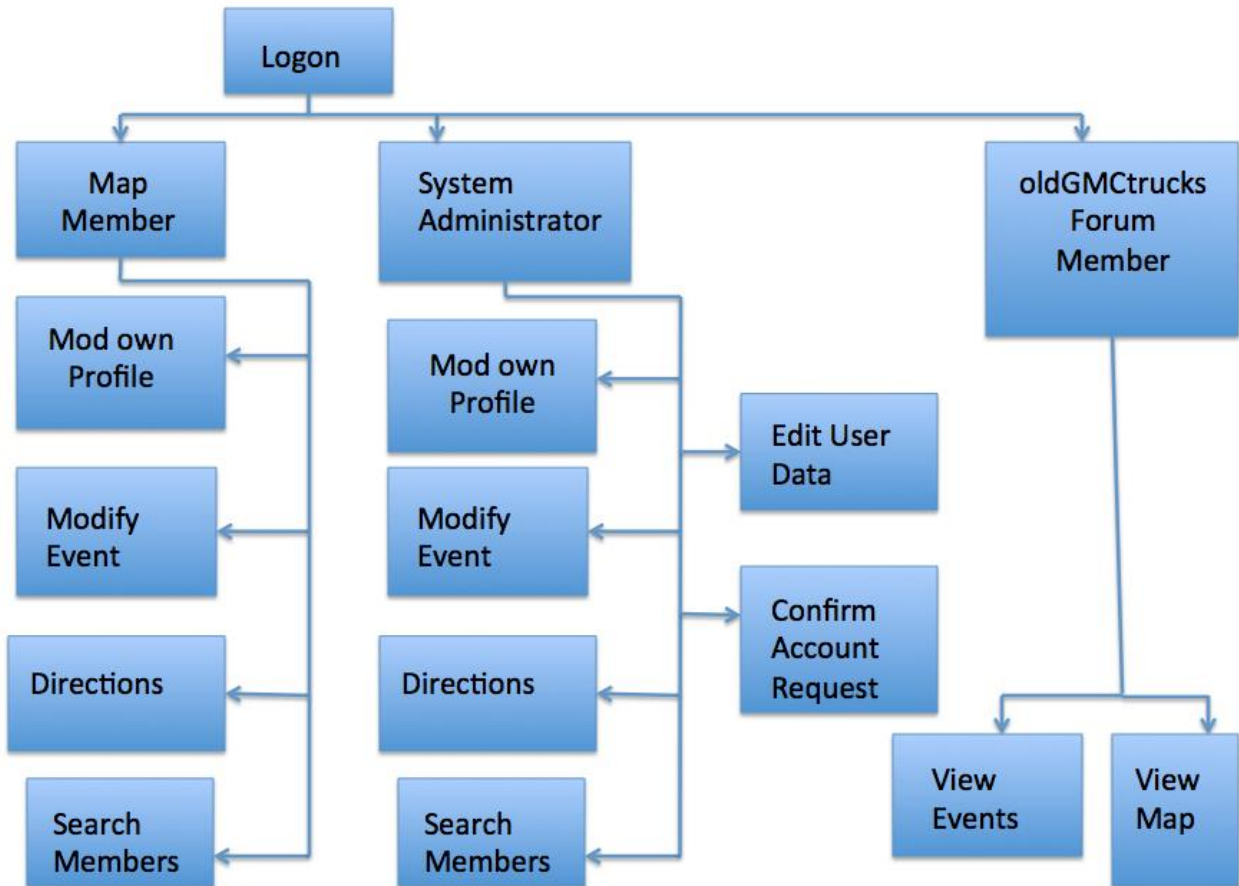 Logon
Map
Member
System
Administrator
oldGMCtrucks
Forum
Member
Mod own
Profile
Modify
Event
Directions
Search
Members
Mod own
Profile
Modify
Event
Directions
Search
Members
Edit User
Data
Confirm
Account
Request
View
Events
View
Map